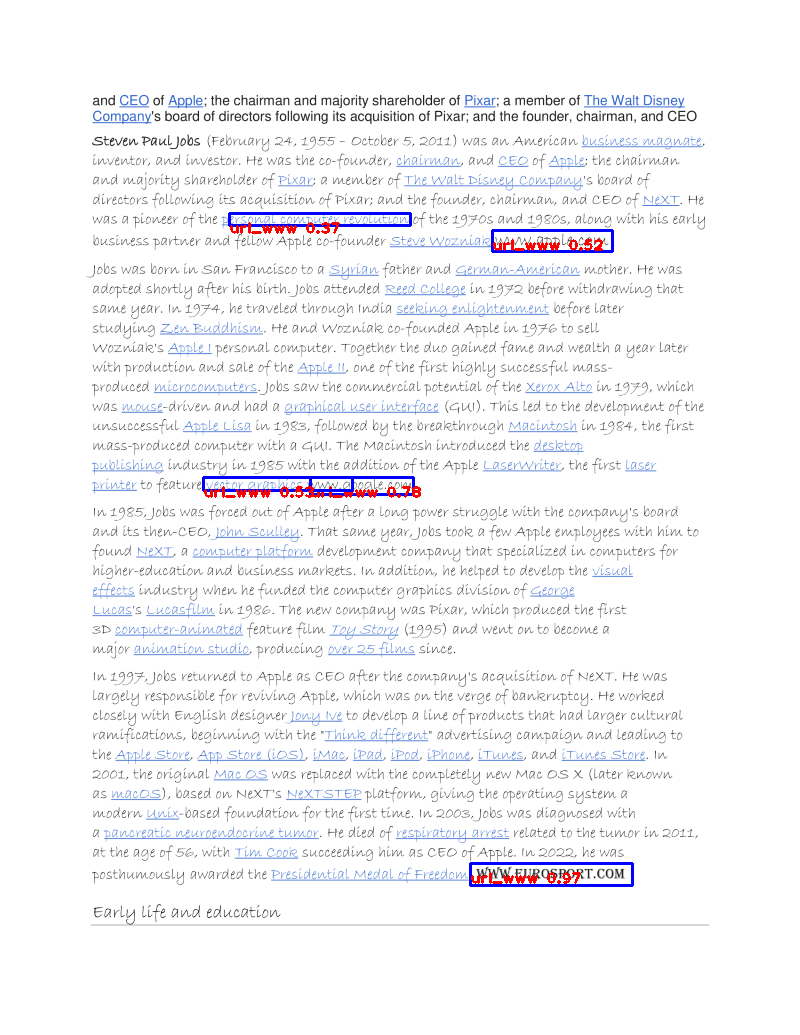 and CEO of Apple; the chairman and majority shareholder of Pixar; a member of The Walt Disney
Company's board of directors following its acquisition of Pixar; and the founder, chairman, and CEO
Steven Paul Jobs (February 24, 1955 – October 5, 2011) was an American business magnate,
inventor, and investor. He was the co-founder, chairman, and CEO of Apple; the chairman
and majority shareholder of Pixar; a member of The Walt Disney Company's board of
directors following its acquisition of Pixar; and the founder, chairman, and CEO of NeXT. He
was a pioneer of the personal computer revolution of the 1970s and 1980s, along with his early
url_www 0.37
business partner and fellow Apple co-founder Steve Wozniak www.apple.com
url_www 0.52
Jobs was born in San Francisco to a Syrian father and German-American mother. He was
adopted shortly after his birth. Jobs attended Reed College in 1972 before withdrawing that
same year. In 1974, he traveled through India seeking enlightenment before later
studying Zen Buddhism. He and Wozniak co-founded Apple in 1976 to sell
Wozniak's Apple I personal computer. Together the duo gained fame and wealth a year later
with production and sale of the Apple II, one of the first highly successful mass-
produced microcomputers. Jobs saw the commercial potential of the Xerox Alto in 1979, which
was mouse-driven and had a graphical user interface (GUI). This led to the development of the
unsuccessful Apple Lisa in 1983, followed by the breakthrough Macintosh in 1984, the first
mass-produced computer with a GUI. The Macintosh introduced the desktop
publishing industry in 1985 with the addition of the Apple LaserWriter, the first laser
printer to feature vector graphics www.google.com
url_www 0.53 url_www 0.78
In 1985, Jobs was forced out of Apple after a long power struggle with the company's board
and its then-CEO, John Sculley. That same year, Jobs took a few Apple employees with him to
found NeXT, a computer platform development company that specialized in computers for
higher-education and business markets. In addition, he helped to develop the visual
effects industry when he funded the computer graphics division of George
Lucas's Lucasfilm in 1986. The new company was Pixar, which produced the first
3D computer-animated feature film Toy Story (1995) and went on to become a
major animation studio, producing over 25 films since.
In 1997, Jobs returned to Apple as CEO after the company's acquisition of NeXT. He was
largely responsible for reviving Apple, which was on the verge of bankruptcy. He worked
closely with English designer Jony Ive to develop a line of products that had larger cultural
ramifications, beginning with the "Think different" advertising campaign and leading to
the Apple Store, App Store (iOS), iMac, iPad, iPod, iPhone, iTunes, and iTunes Store. In
2001, the original Mac OS was replaced with the completely new Mac OS X (later known
as macOS), based on NeXT's NeXTSTEP platform, giving the operating system a
modern Unix-based foundation for the first time. In 2003, Jobs was diagnosed with
a pancreatic neuroendocrine tumor. He died of respiratory arrest related to the tumor in 2011,
at the age of 56, with Tim Cook succeeding him as CEO of Apple. In 2022, he was
posthumously awarded the Presidential Medal of Freedom. WWW.EUROSPORT.COM
url_www 0.97
Early life and education